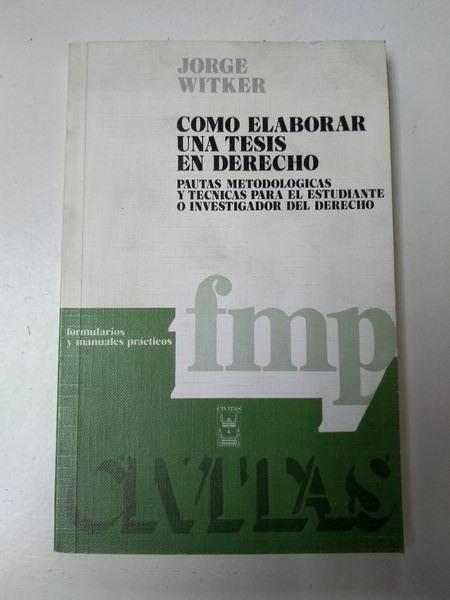 JORGE
WITKER
COMO ELABORAR
UNA TESIS
EN DERECHO
PAUTAS METODOLOGICAS
Y TECNICAS PARA EL ESTUDIANTE
O INVESTIGADOR DEL DERECHO
fmp
formularios
y manuales prácticos
CIVITAS
CIVITAS